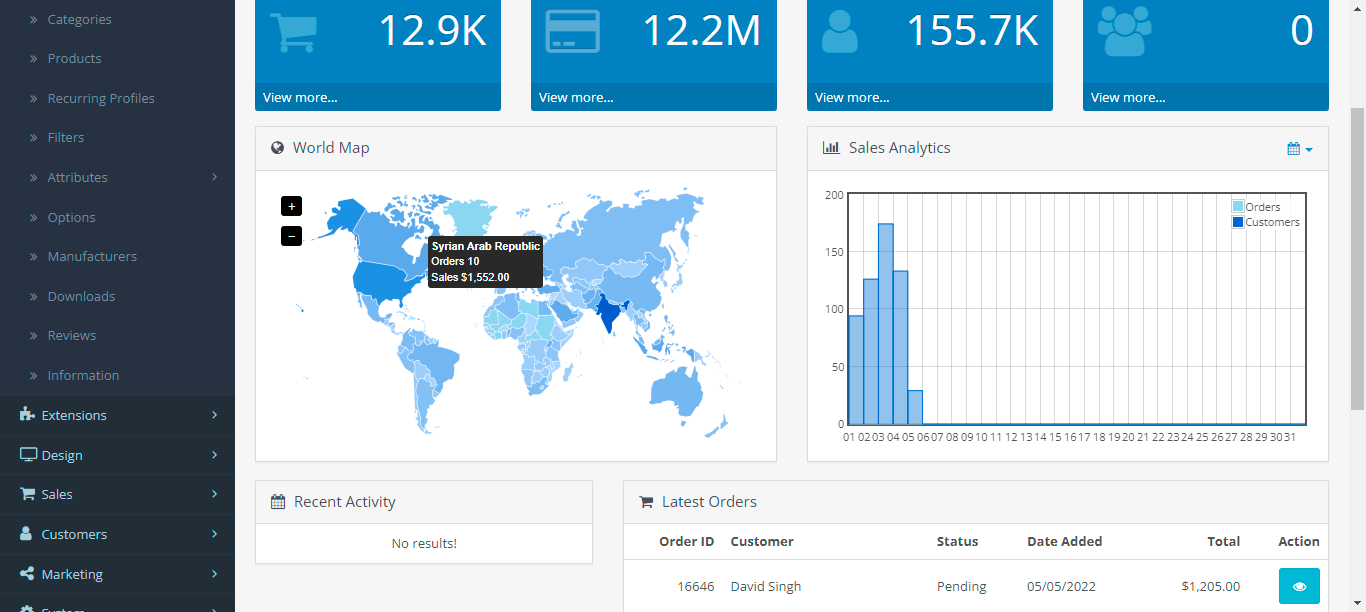 Categories
Products
Recurring Profiles
Filters
Attributes
Options
Manufacturers
Downloads
Reviews
Information
Extensions
Design
Sales
Customers
Marketing
System
12.9K
View more...
12.2M
View more...
155.7K
View more...
0
View more...
World Map
+
−
Syrian Arab Republic
Orders 10
Sales $1,552.00
Sales Analytics
200
150
100
50
0
Orders
Customers
01 02 03 04 05 06 07 08 09 10 11 12 13 14 15 16 17 18 19 20 21 22 23 24 25 26 27 28 29 30 31
Recent Activity
No results!
Latest Orders
Order ID Customer Status Date Added Total Action
16646 David Singh Pending 05/05/2022 $1,205.00